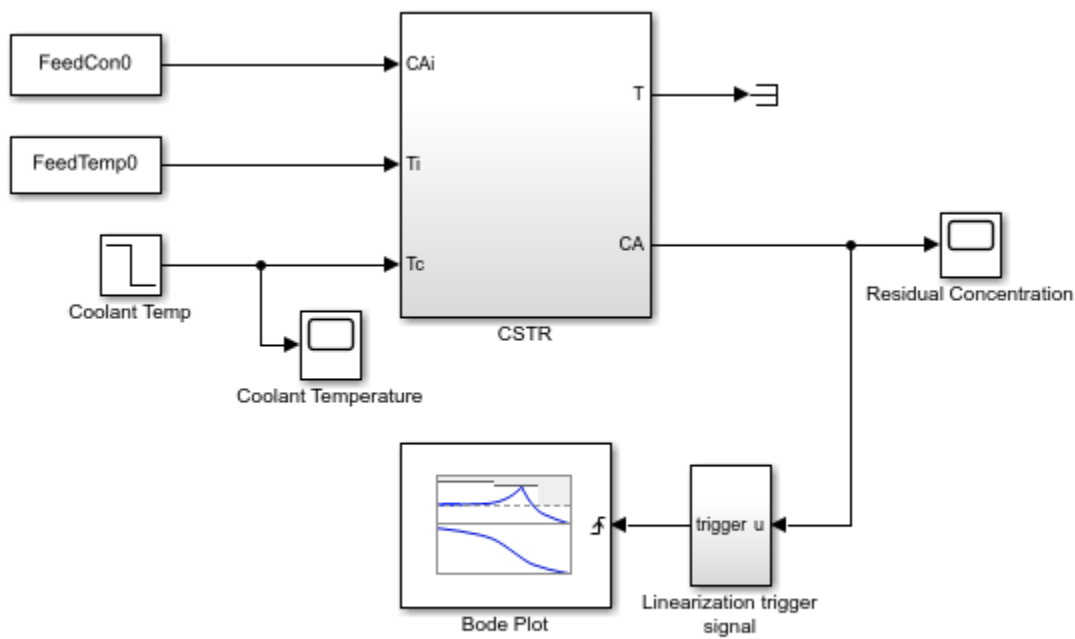 FeedCon0
CAi
T
FeedTemp0
Ti
CA
Tc
Coolant Temp
Residual Concentration
CSTR
Coolant Temperature
trigger u
Linearization trigger
signal
Bode Plot